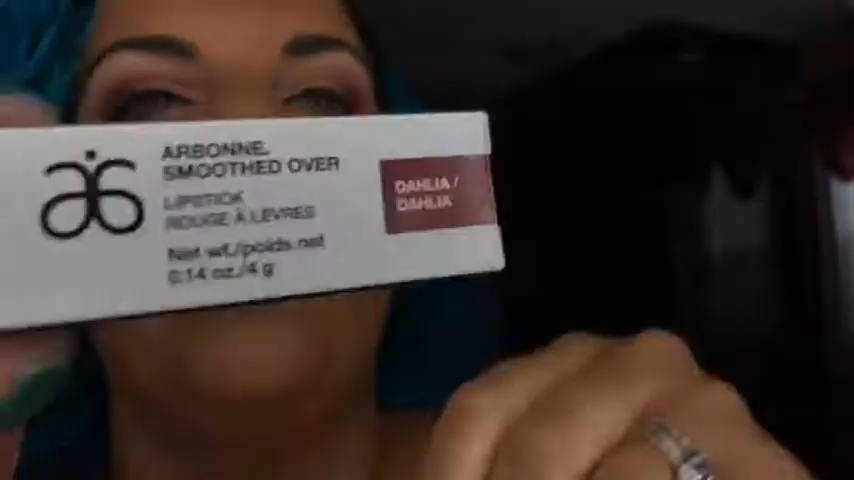 ARBONNE.
SMOOTHED OVER
LIPSTICK
ROUGE À LÈVRES
Net wt./poids net
0.14 oz./4 g
DAHLIA /
DAHLIA